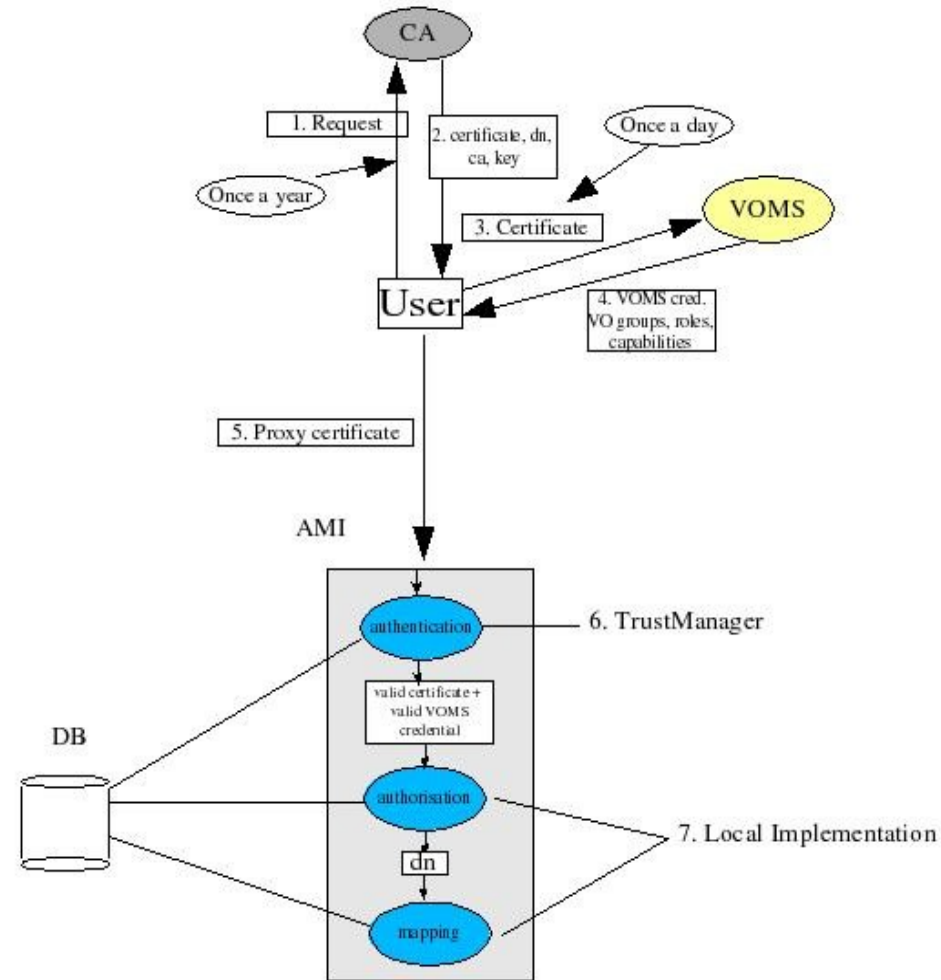 CA
1. Request
2. certificate, dn,
ca, key
Once a day
Once a year
VOMS
3. Certificate
User
4. VOMS cred.
VO groups, roles,
capabilities
5. Proxy certificate
AMI
authentication
6. TrustManager
valid certificate +
valid VOMS
credential
DB
authorisation
7. Local Implementation
dn
mapping